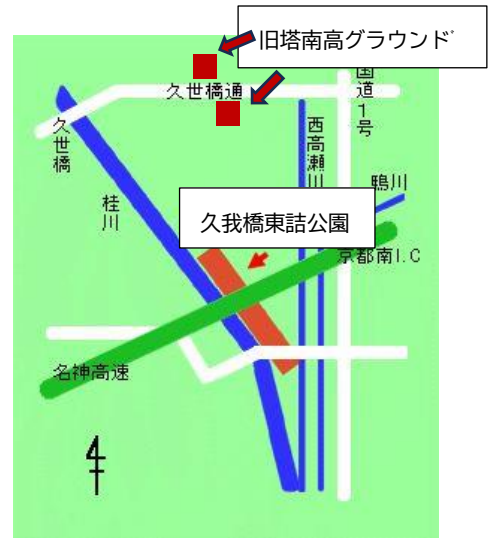 旧塔南高グラウンド
久世橋通
国道1号
久世橋
西高瀬川
鴨川
桂川
久我橋東詰公園
京都南I.C
名神高速
4